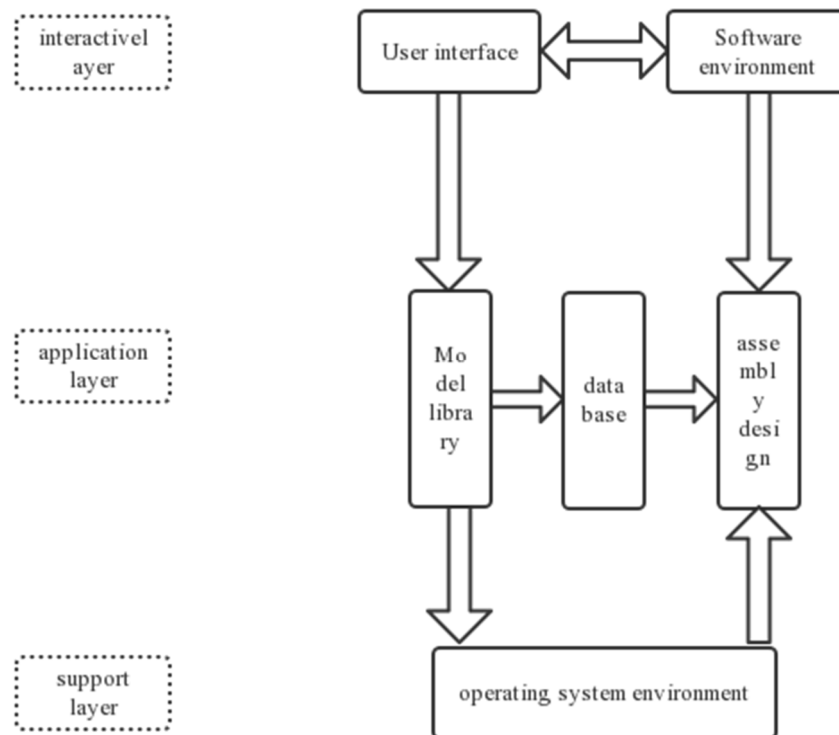 interactivel
ayer
User interface
Software
environment
application
layer
Mo
del
libra
ry
data
base
asse
mbl
y
desi
gn
support
layer
operating system environment